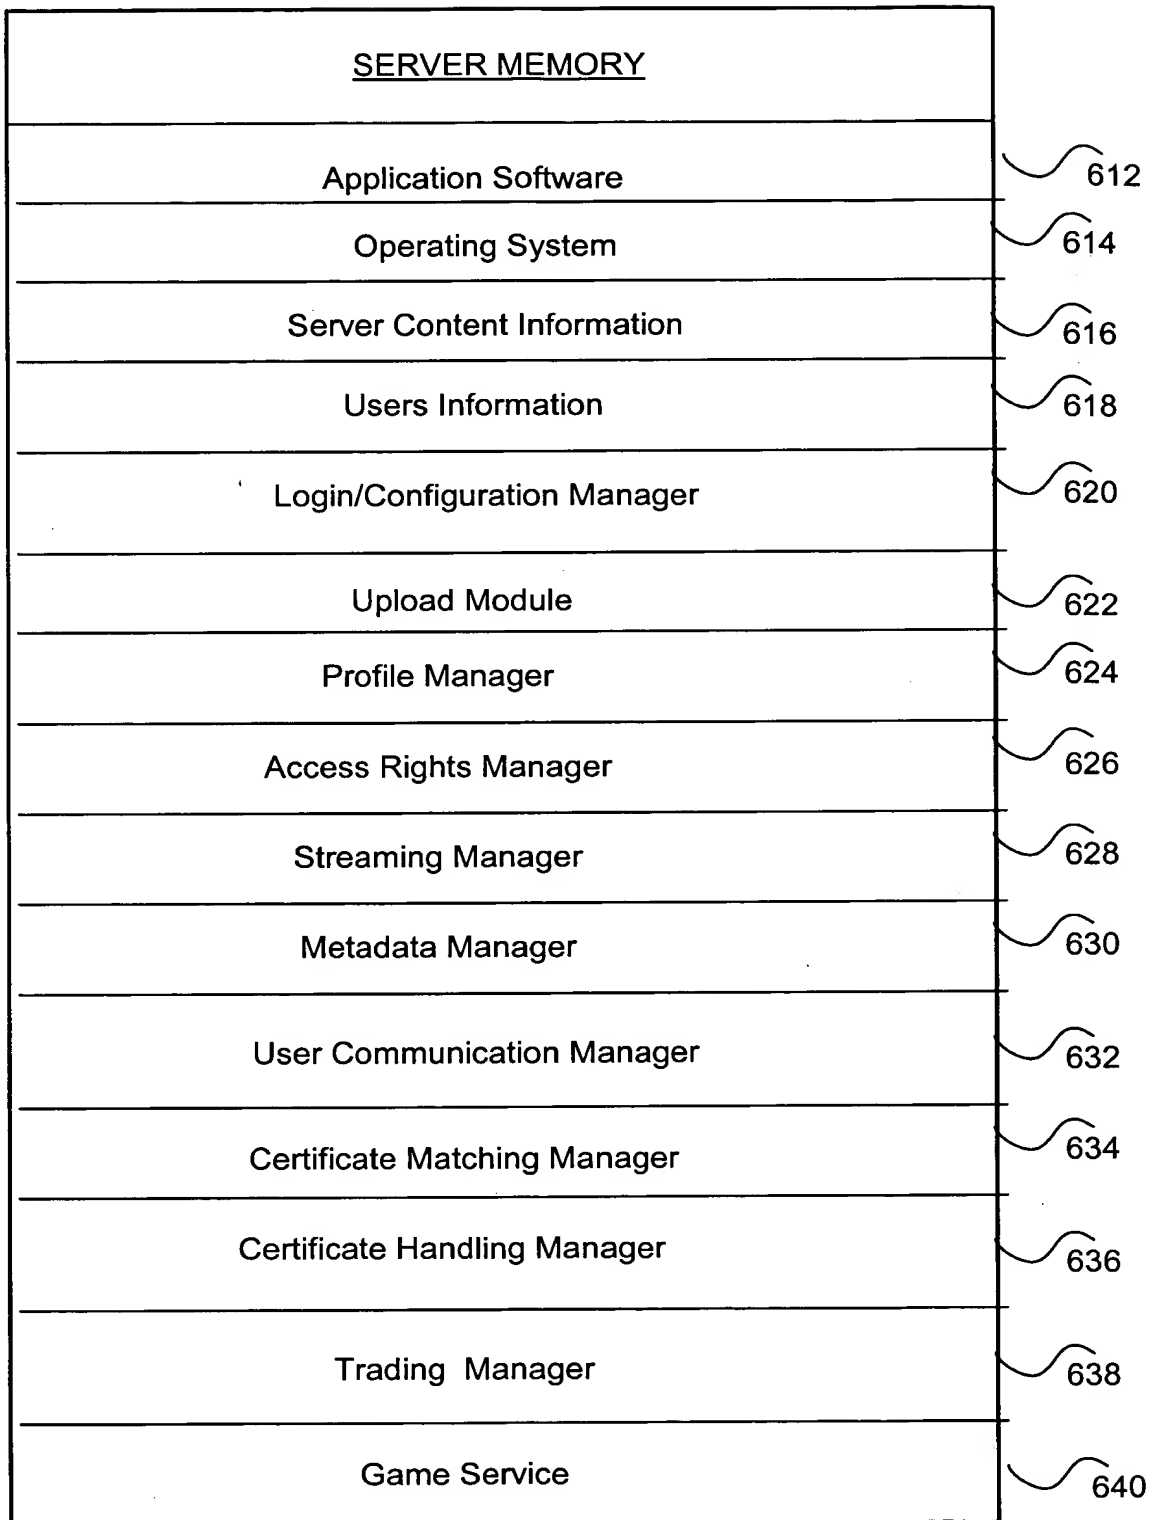 SERVER MEMORY
Application Software 612
Operating System 614
Server Content Information 616
Users Information 618
Login/Configuration Manager 620
Upload Module 622
Profile Manager 624
Access Rights Manager 626
Streaming Manager 628
Metadata Manager 630
User Communication Manager 632
Certificate Matching Manager 634
Certificate Handling Manager 636
Trading Manager 638
Game Service 640